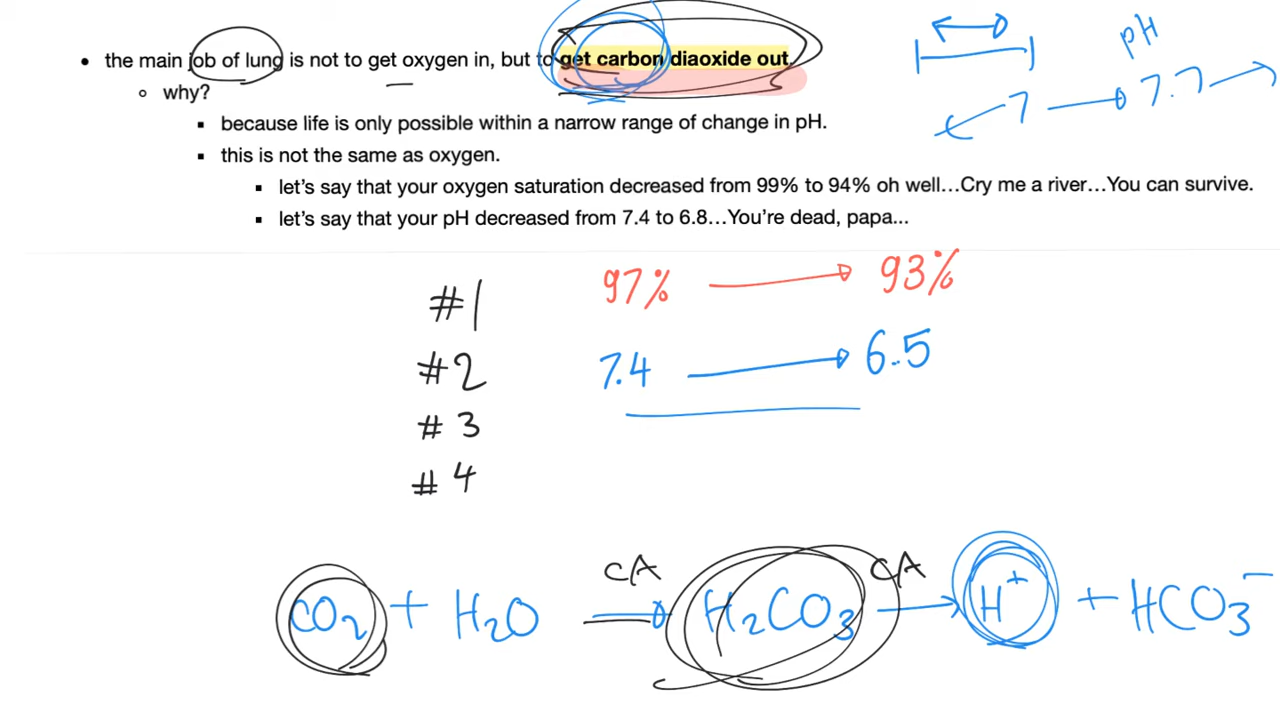 • the main job of lung is not to get oxygen in, but to get carbon diaoxide out.
pH
○ why?
7 → 7.7 →
▪ because life is only possible within a narrow range of change in pH.
▪ this is not the same as oxygen.
▪ let's say that your oxygen saturation decreased from 99% to 94% oh well…Cry me a river…You can survive.
▪ let's say that your pH decreased from 7.4 to 6.8…You're dead, papa...
#1 97% → 93%
#2 7.4 → 6.5
#3
#4
CA CA
CO2 + H2O → H2CO3 → H+ + HCO3−